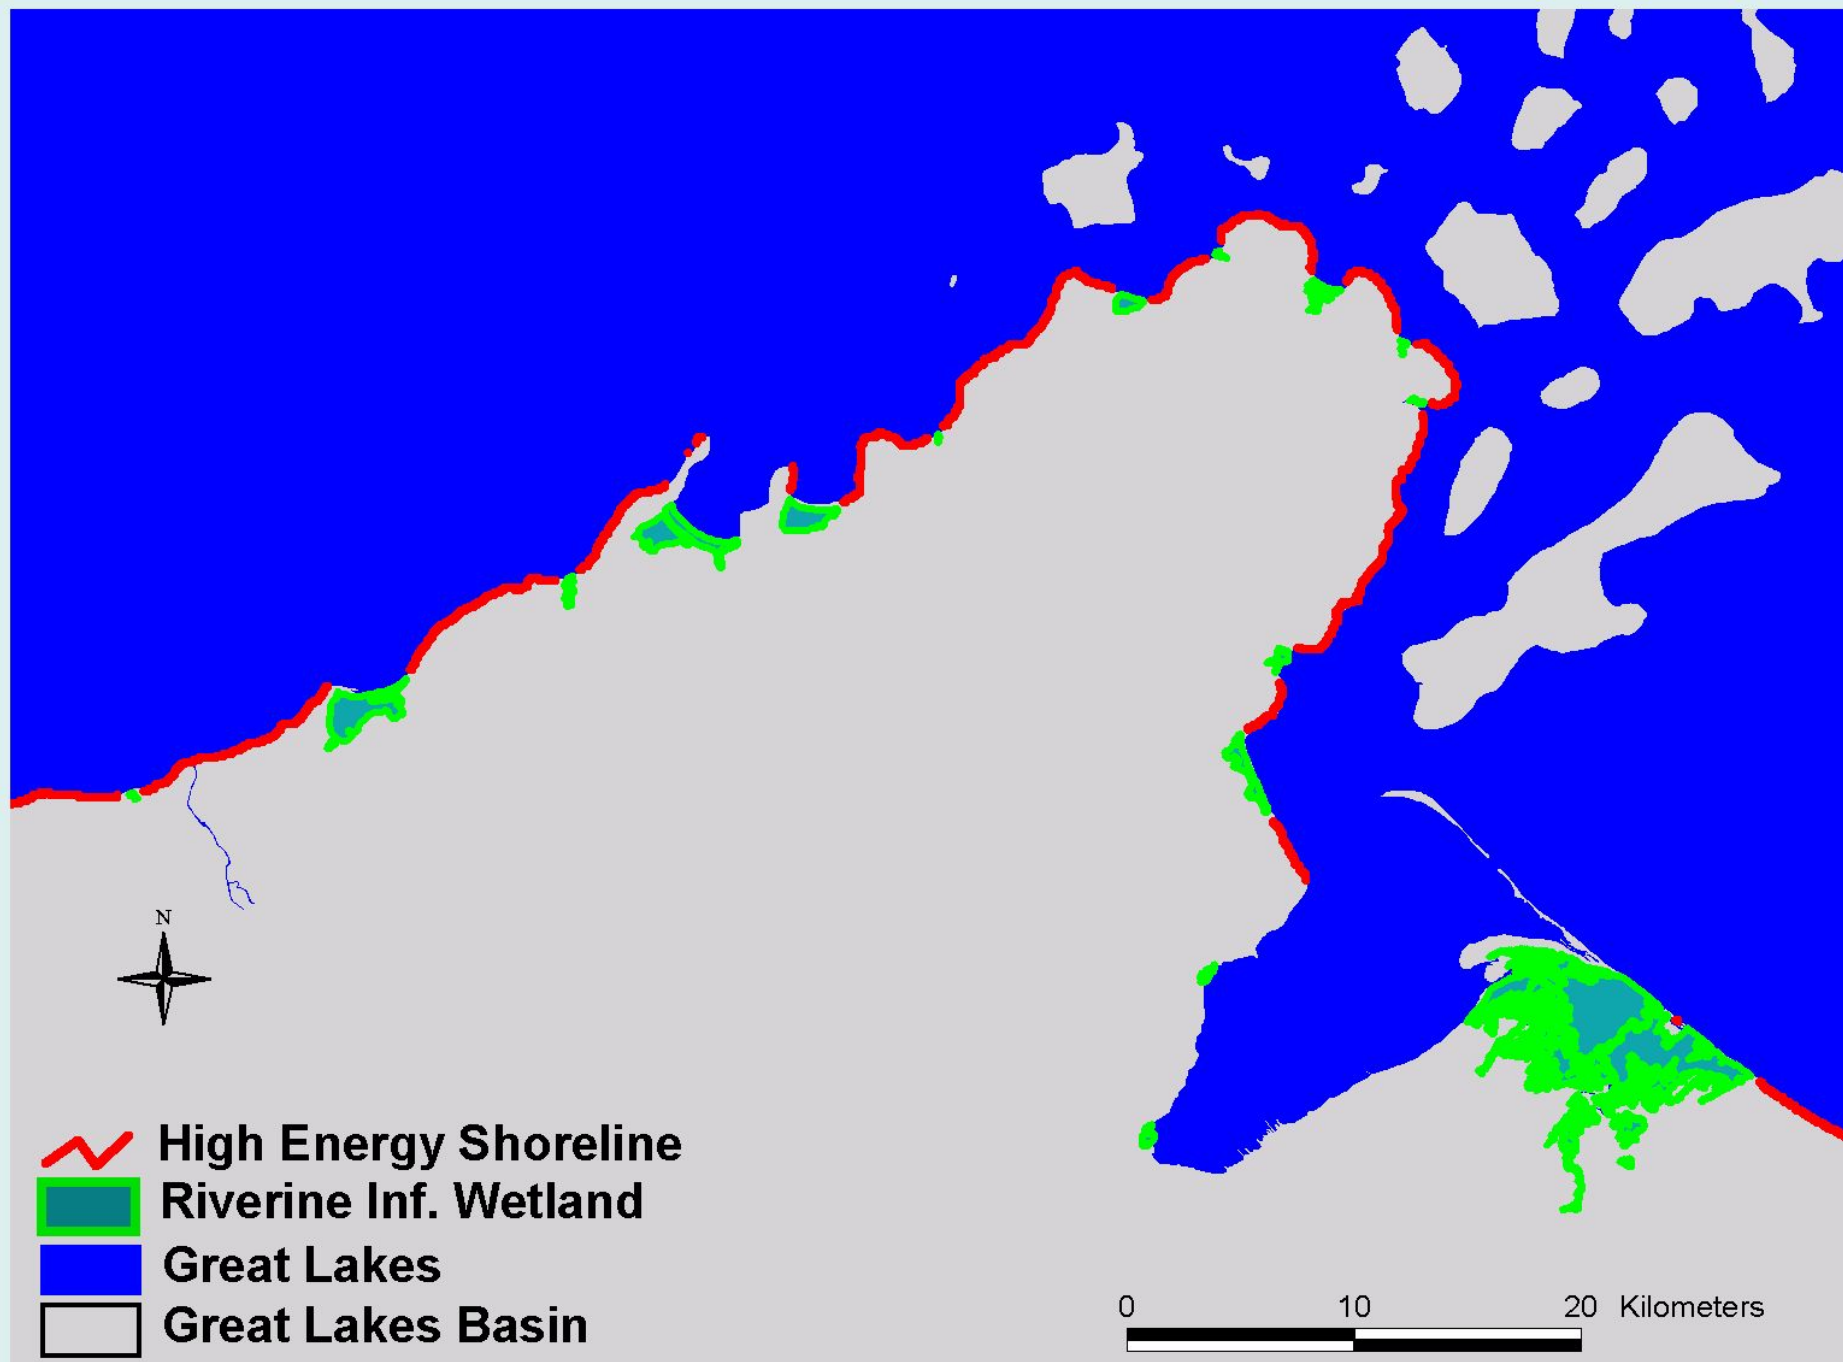 N
High Energy Shoreline
Riverine Inf. Wetland
Great Lakes
Great Lakes Basin
0 10 20 Kilometers